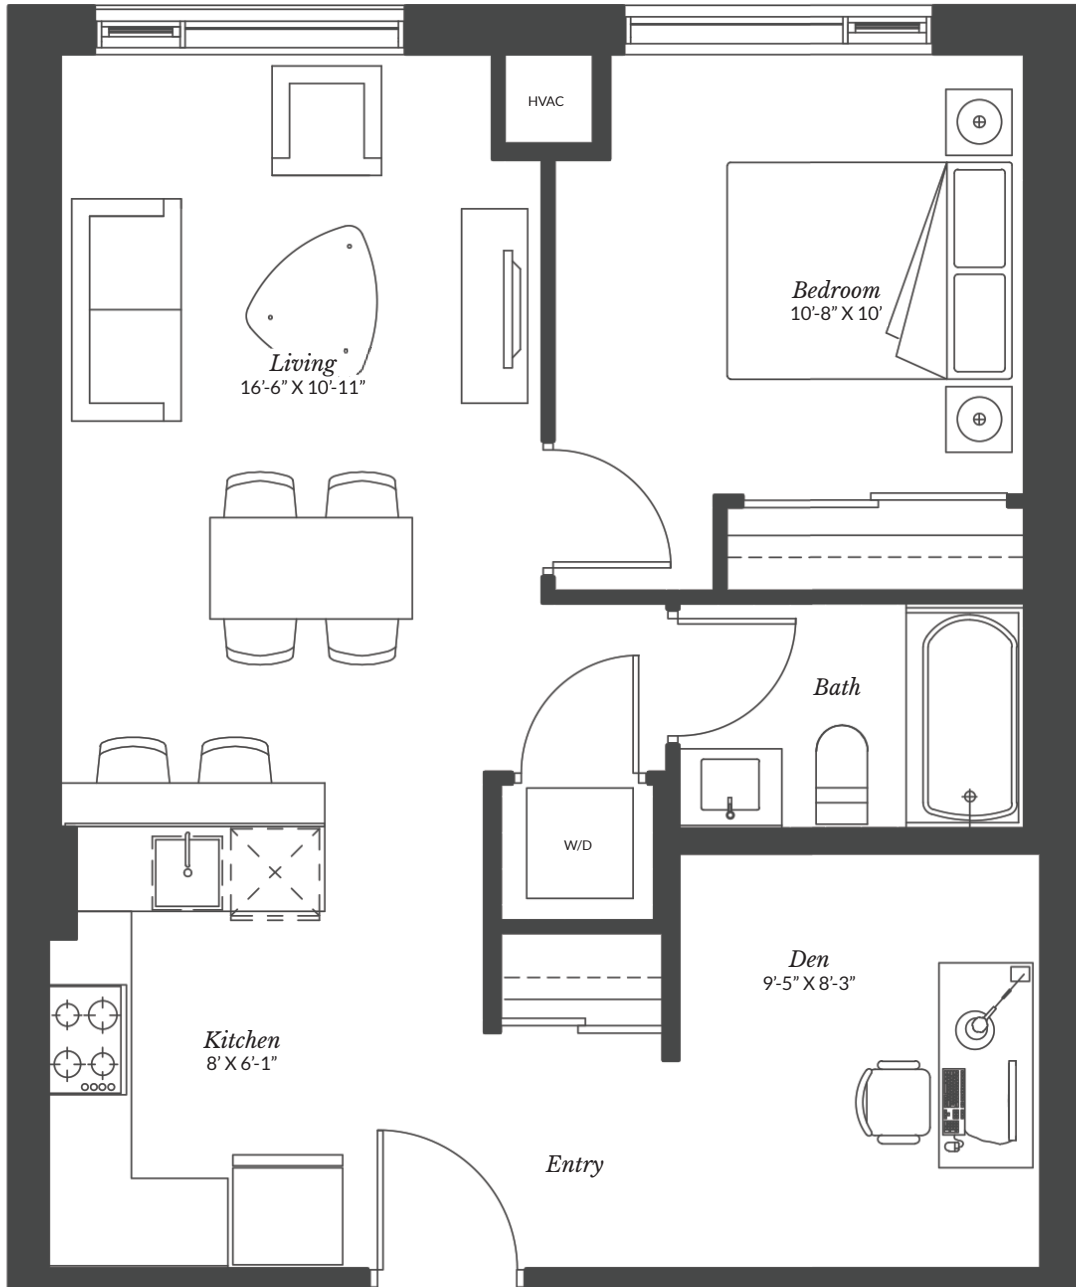 HVAC
Bedroom
10’-8” X 10’
Living
16’-6” X 10’-11”
Bath
W/D
Den
9’-5” X 8’-3”
Kitchen
8’ X 6’-1”
Entry